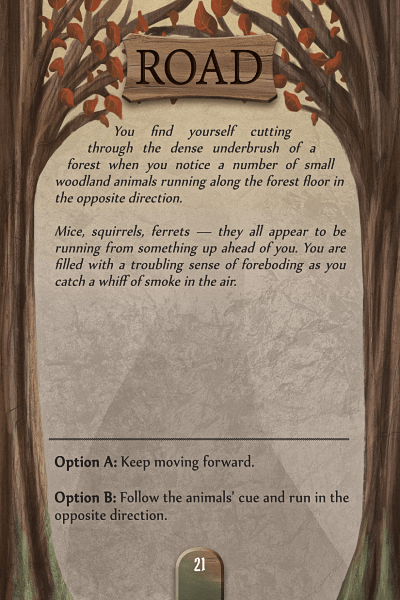 ROAD
You find yourself cutting
through the dense underbrush of a
forest when you notice a number of small
woodland animals running along the forest floor in
the opposite direction.
Mice, squirrels, ferrets — they all appear to be
running from something up ahead of you. You are
filled with a troubling sense of foreboding as you
catch a whiff of smoke in the air.
Option A: Keep moving forward.
Option B: Follow the animals' cue and run in the
opposite direction.
21